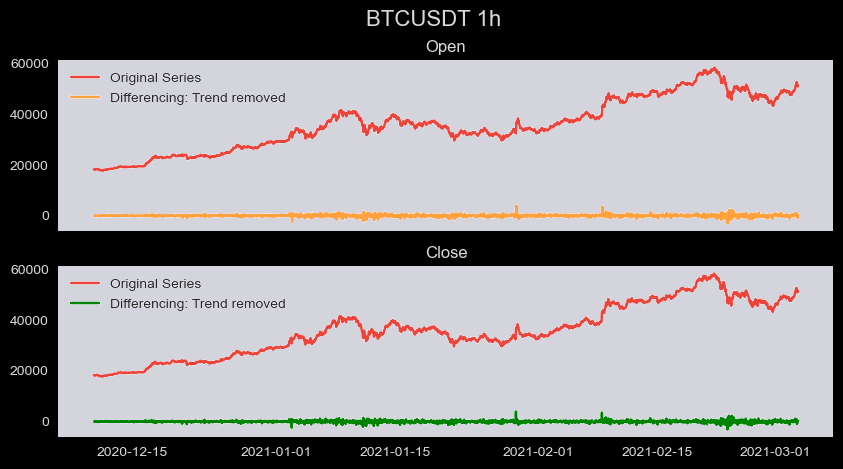 BTCUSDT 1h
Open
60000
Original Series
Differencing: Trend removed
40000
20000
0
Close
60000
Original Series
Differencing: Trend removed
40000
20000
0
2020-12-15 2021-01-01 2021-01-15 2021-02-01 2021-02-15 2021-03-01